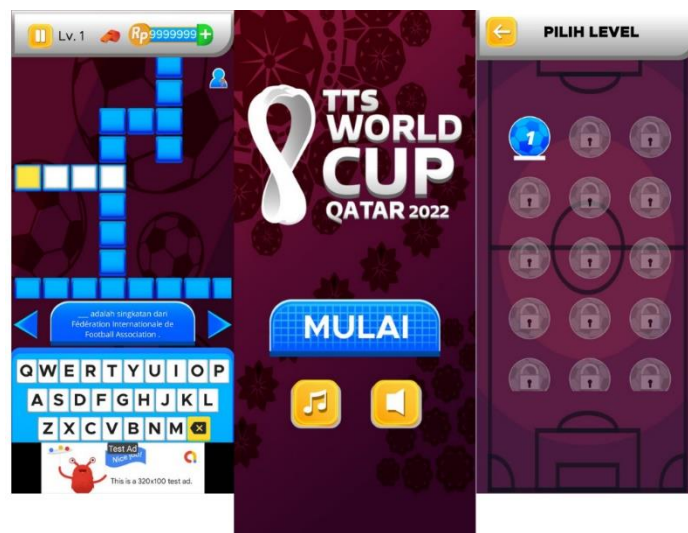 Lv. 1
Rp 9999999 +
___ adalah singkatan dari
Fédération Internationale de
Football Association .
Q W E R T Y U I O P
A S D F G H J K L
Z X C V B N M
Test Ad
Nice job!
This is a 320x100 test ad.
TTS
WORLD
CUP
QATAR 2022
MULAI
PILIH LEVEL
1